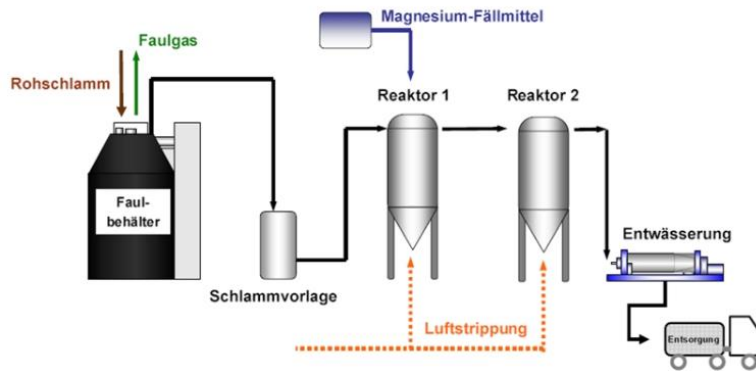 Magnesium-Fällmittel
Faulgas
Rohschlamm
Reaktor 1
Reaktor 2
Faul-
behälter
Entwässerung
Schlammvorlage
Luftstrippung
Entsorgung